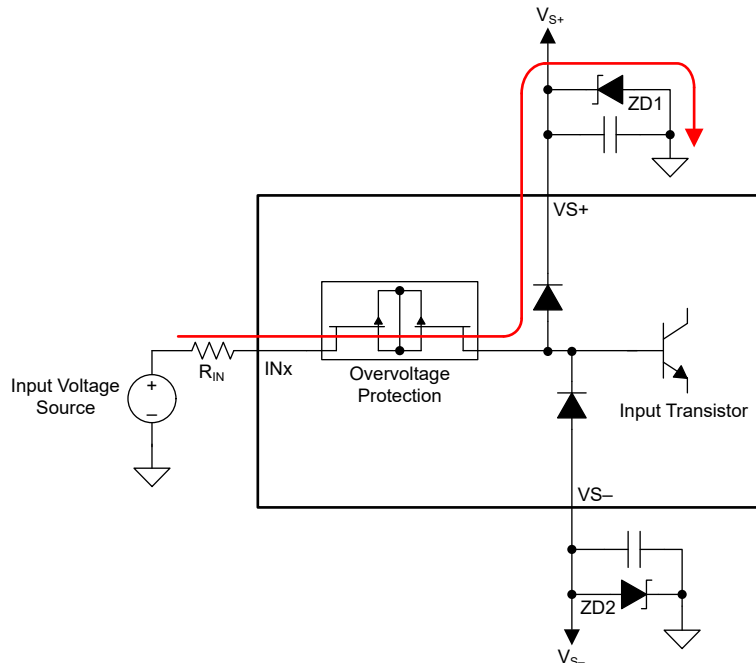 VS+
ZD1
VS+
+
−
RIN
INx
Input Voltage
Source
Overvoltage
Protection
Input Transistor
VS−
ZD2
VS−